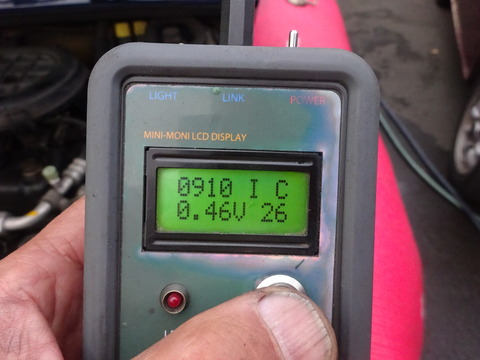 LIGHT LINK POWER
MINI-MONI LCD DISPLAY
0910 I C
0.46V 26